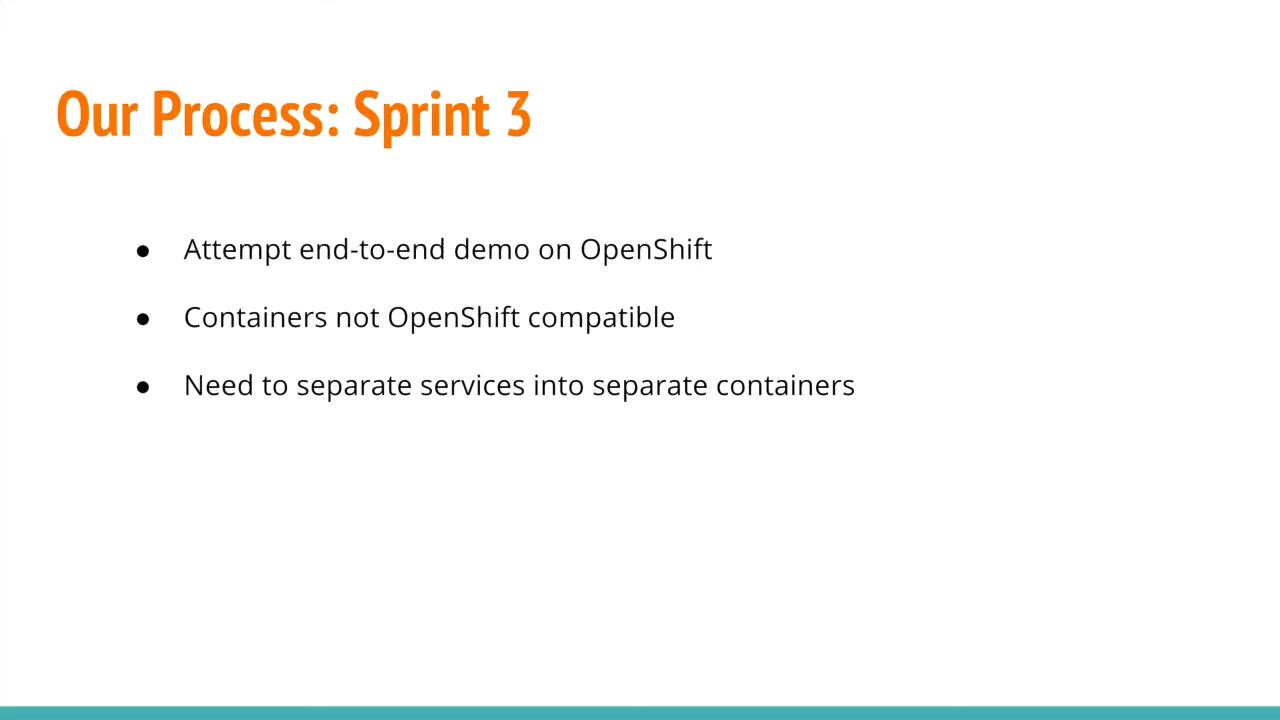 Our Process: Sprint 3
● Attempt end-to-end demo on OpenShift
● Containers not OpenShift compatible
● Need to separate services into separate containers